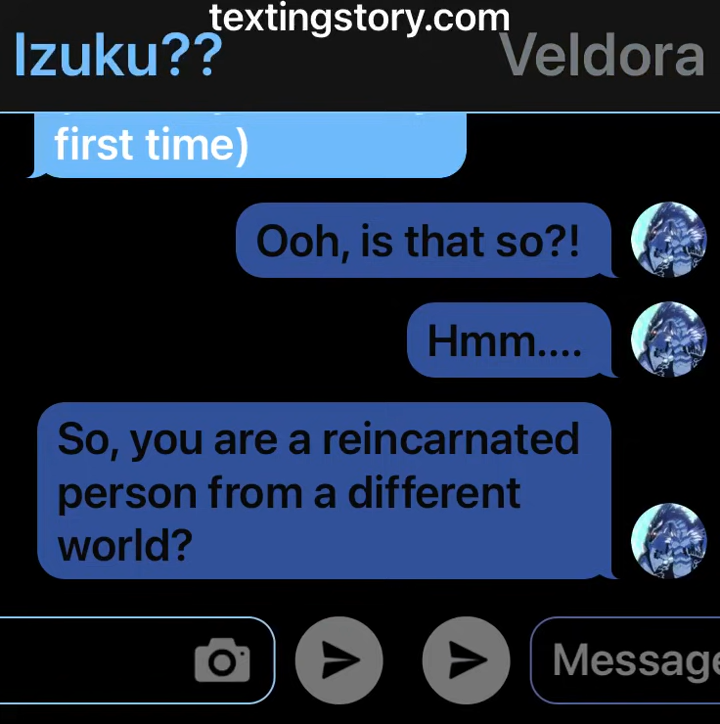 textingstory.com
Izuku??
Veldora
first time)
Ooh, is that so?!
Hmm....
So, you are a reincarnated
person from a different
world?
Message